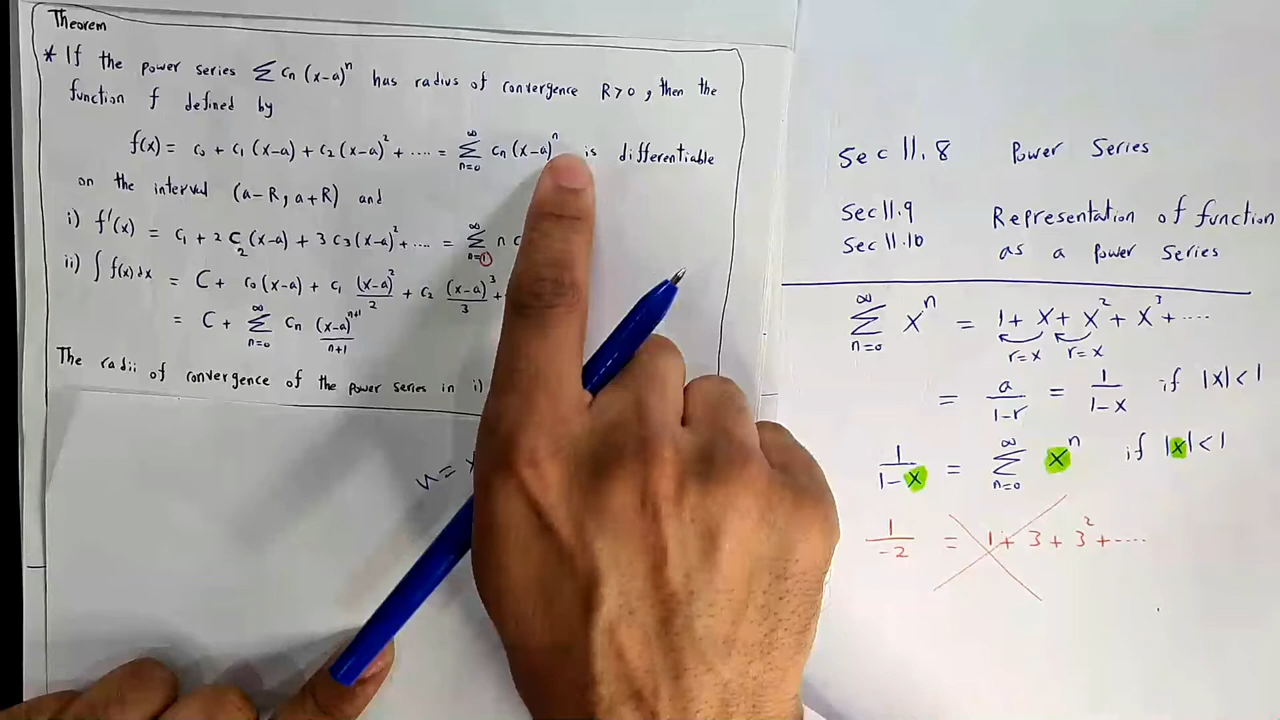 Theorem
* If the power series ∑ cn (x-a)^n has radius of convergence R>0, then the
function f defined by
f(x) = c0 + c1 (x-a) + c2 (x-a)^2 + .... = ∑_{n=0}^{∞} cn (x-a)^n is differentiable
on the interval (a-R, a+R) and
i) f'(x) = c1 + 2 c2 (x-a) + 3 c3 (x-a)^2 + .... = ∑_{n=1}^{∞} n c
ii) ∫ f(x) dx = C + c0 (x-a) + c1 (x-a)^2/2 + c2 (x-a)^3/3 +
= C + ∑_{n=0}^{∞} cn (x-a)^{n+1}/n+1
The radii of convergence of the power series in i)
n =
Sec 11.8 Power Series
Sec 11.9 Representation of function
Sec 11.10 as a power Series
∑_{n=0}^{∞} x^n = 1 + x + x^2 + x^3 + ....
r=x r=x
= a/1-r = 1/1-x if |x|<1
1/1-x = ∑_{n=0}^{∞} x^n if |x|<1
1/-2 = 1 + 3 + 3^2 + ....